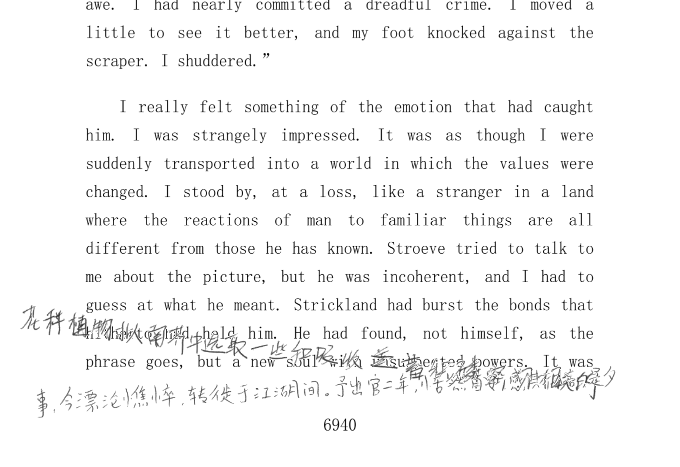 awe. I had nearly committed a dreadful crime. I moved a
little to see it better, and my foot knocked against the
scraper. I shuddered.”
I really felt something of the emotion that had caught
him. I was strangely impressed. It was as though I were
suddenly transported into a world in which the values were
changed. I stood by, at a loss, like a stranger in a land
where the reactions of man to familiar things are all
different from those he has known. Stroeve tried to talk to
me about the picture, but he was incoherent, and I had to
guess at what he meant. Strickland had burst the bonds that
hitherto had held him. He had found, not himself, as the
花科植物
中选取一些
phrase goes, but a new soul with unsuspected powers. It was
事,今漂沦憔悴,转徙于江湖间。予出官二年,
6940